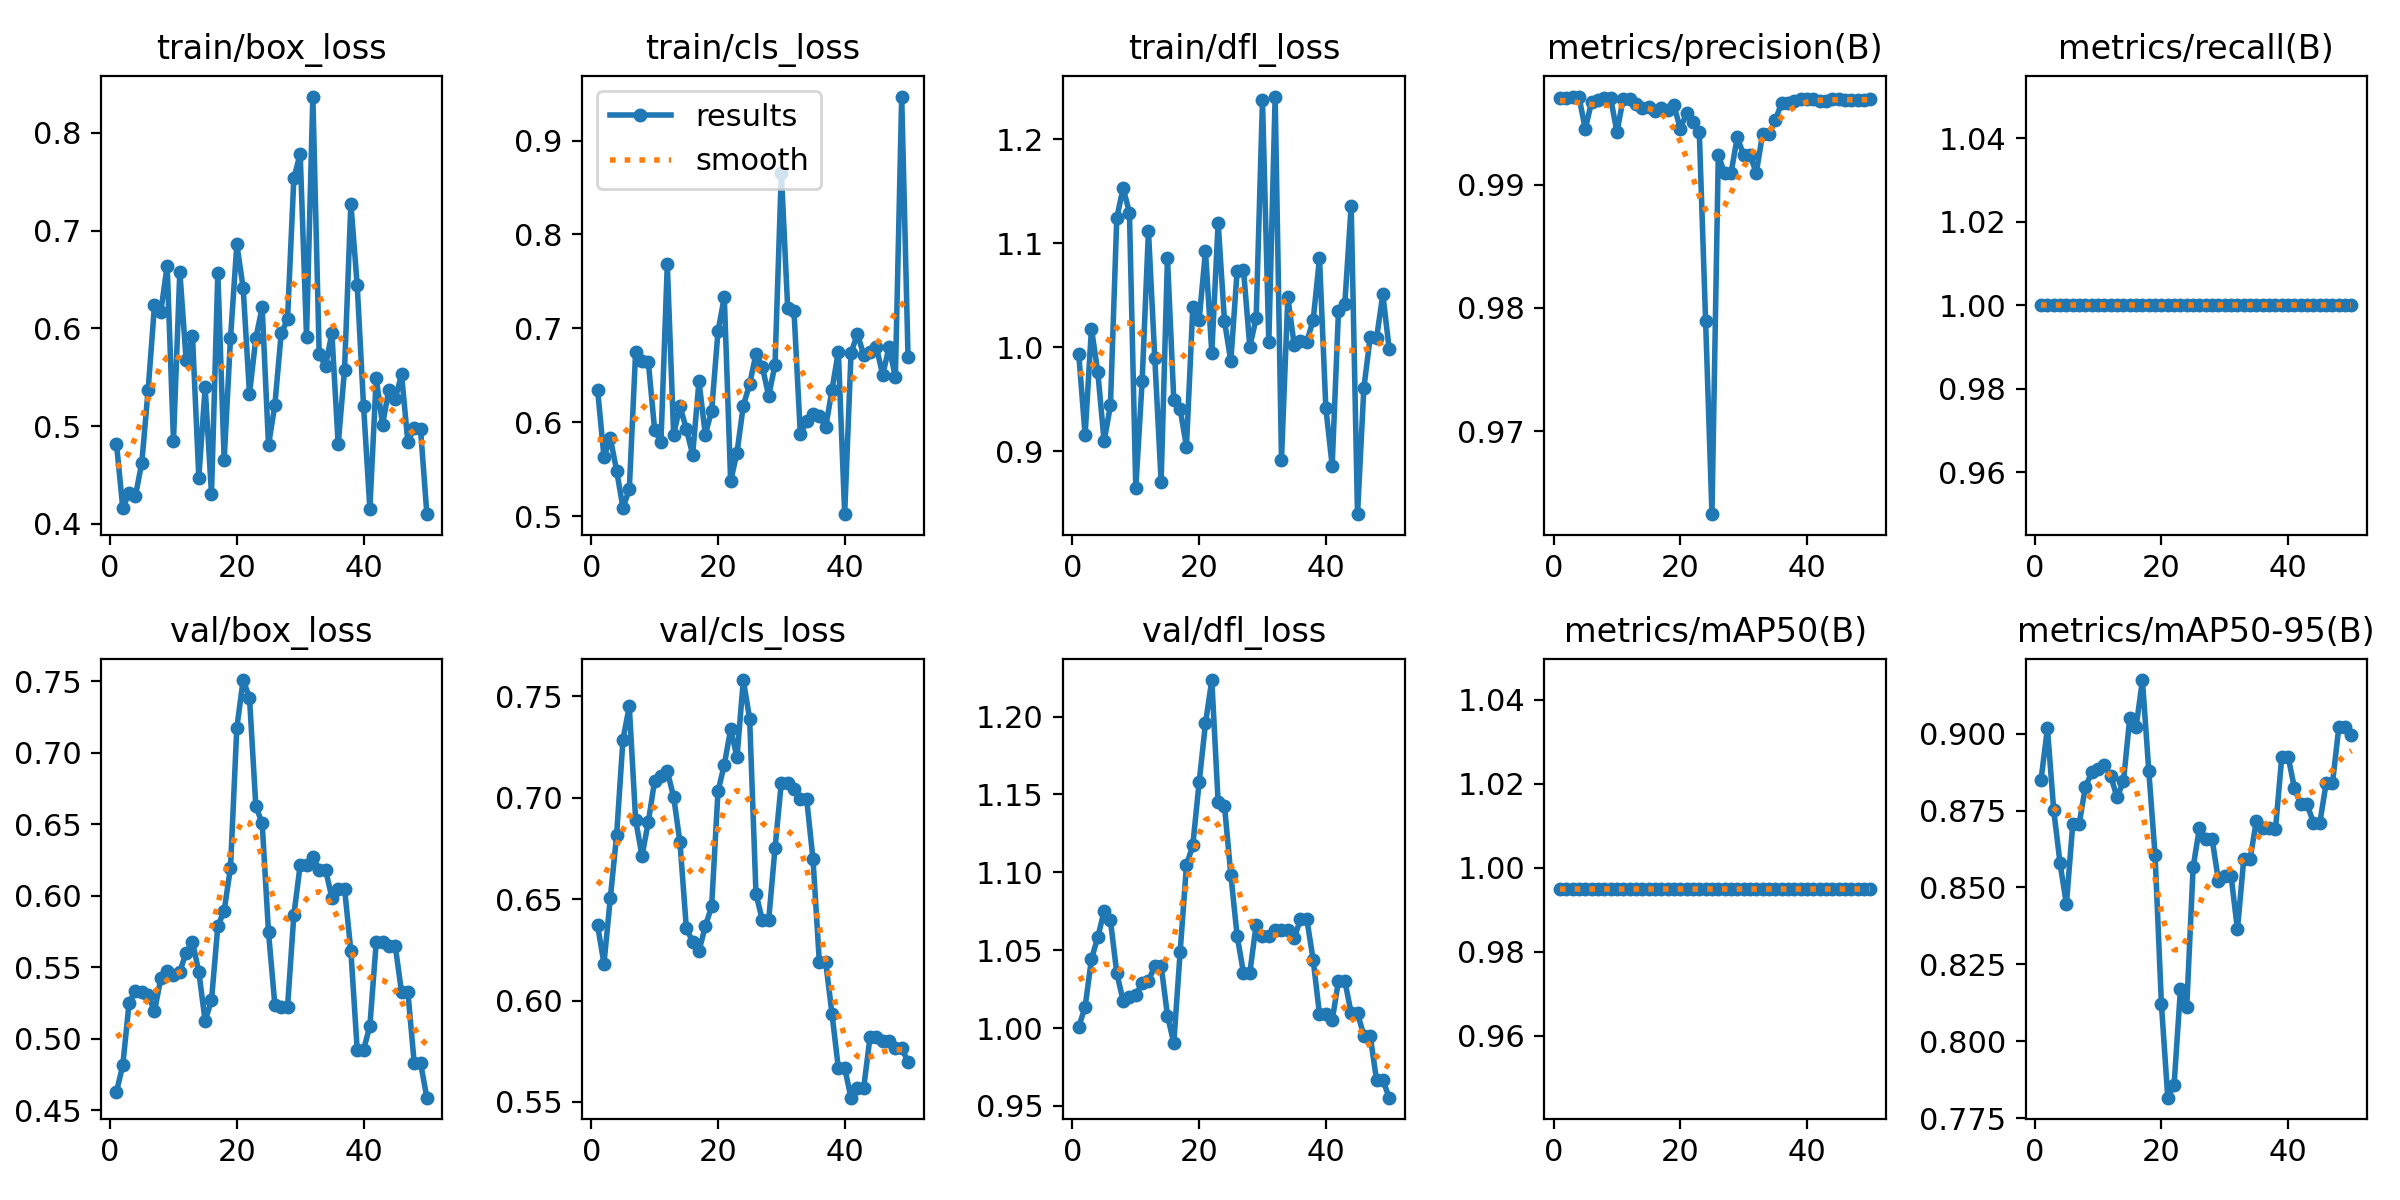 train/box_loss
0.8
0.7
0.6
0.5
0.4
0 20 40
train/cls_loss
results
smooth
0.9
0.8
0.7
0.6
0.5
0 20 40
train/dfl_loss
1.2
1.1
1.0
0.9
0 20 40
metrics/precision(B)
0.99
0.98
0.97
0 20 40
metrics/recall(B)
1.04
1.02
1.00
0.98
0.96
0 20 40
val/box_loss
0.75
0.70
0.65
0.60
0.55
0.50
0.45
0 20 40
val/cls_loss
0.75
0.70
0.65
0.60
0.55
0 20 40
val/dfl_loss
1.20
1.15
1.10
1.05
1.00
0.95
0 20 40
metrics/mAP50(B)
1.04
1.02
1.00
0.98
0.96
0 20 40
metrics/mAP50-95(B)
0.900
0.875
0.850
0.825
0.800
0.775
0 20 40